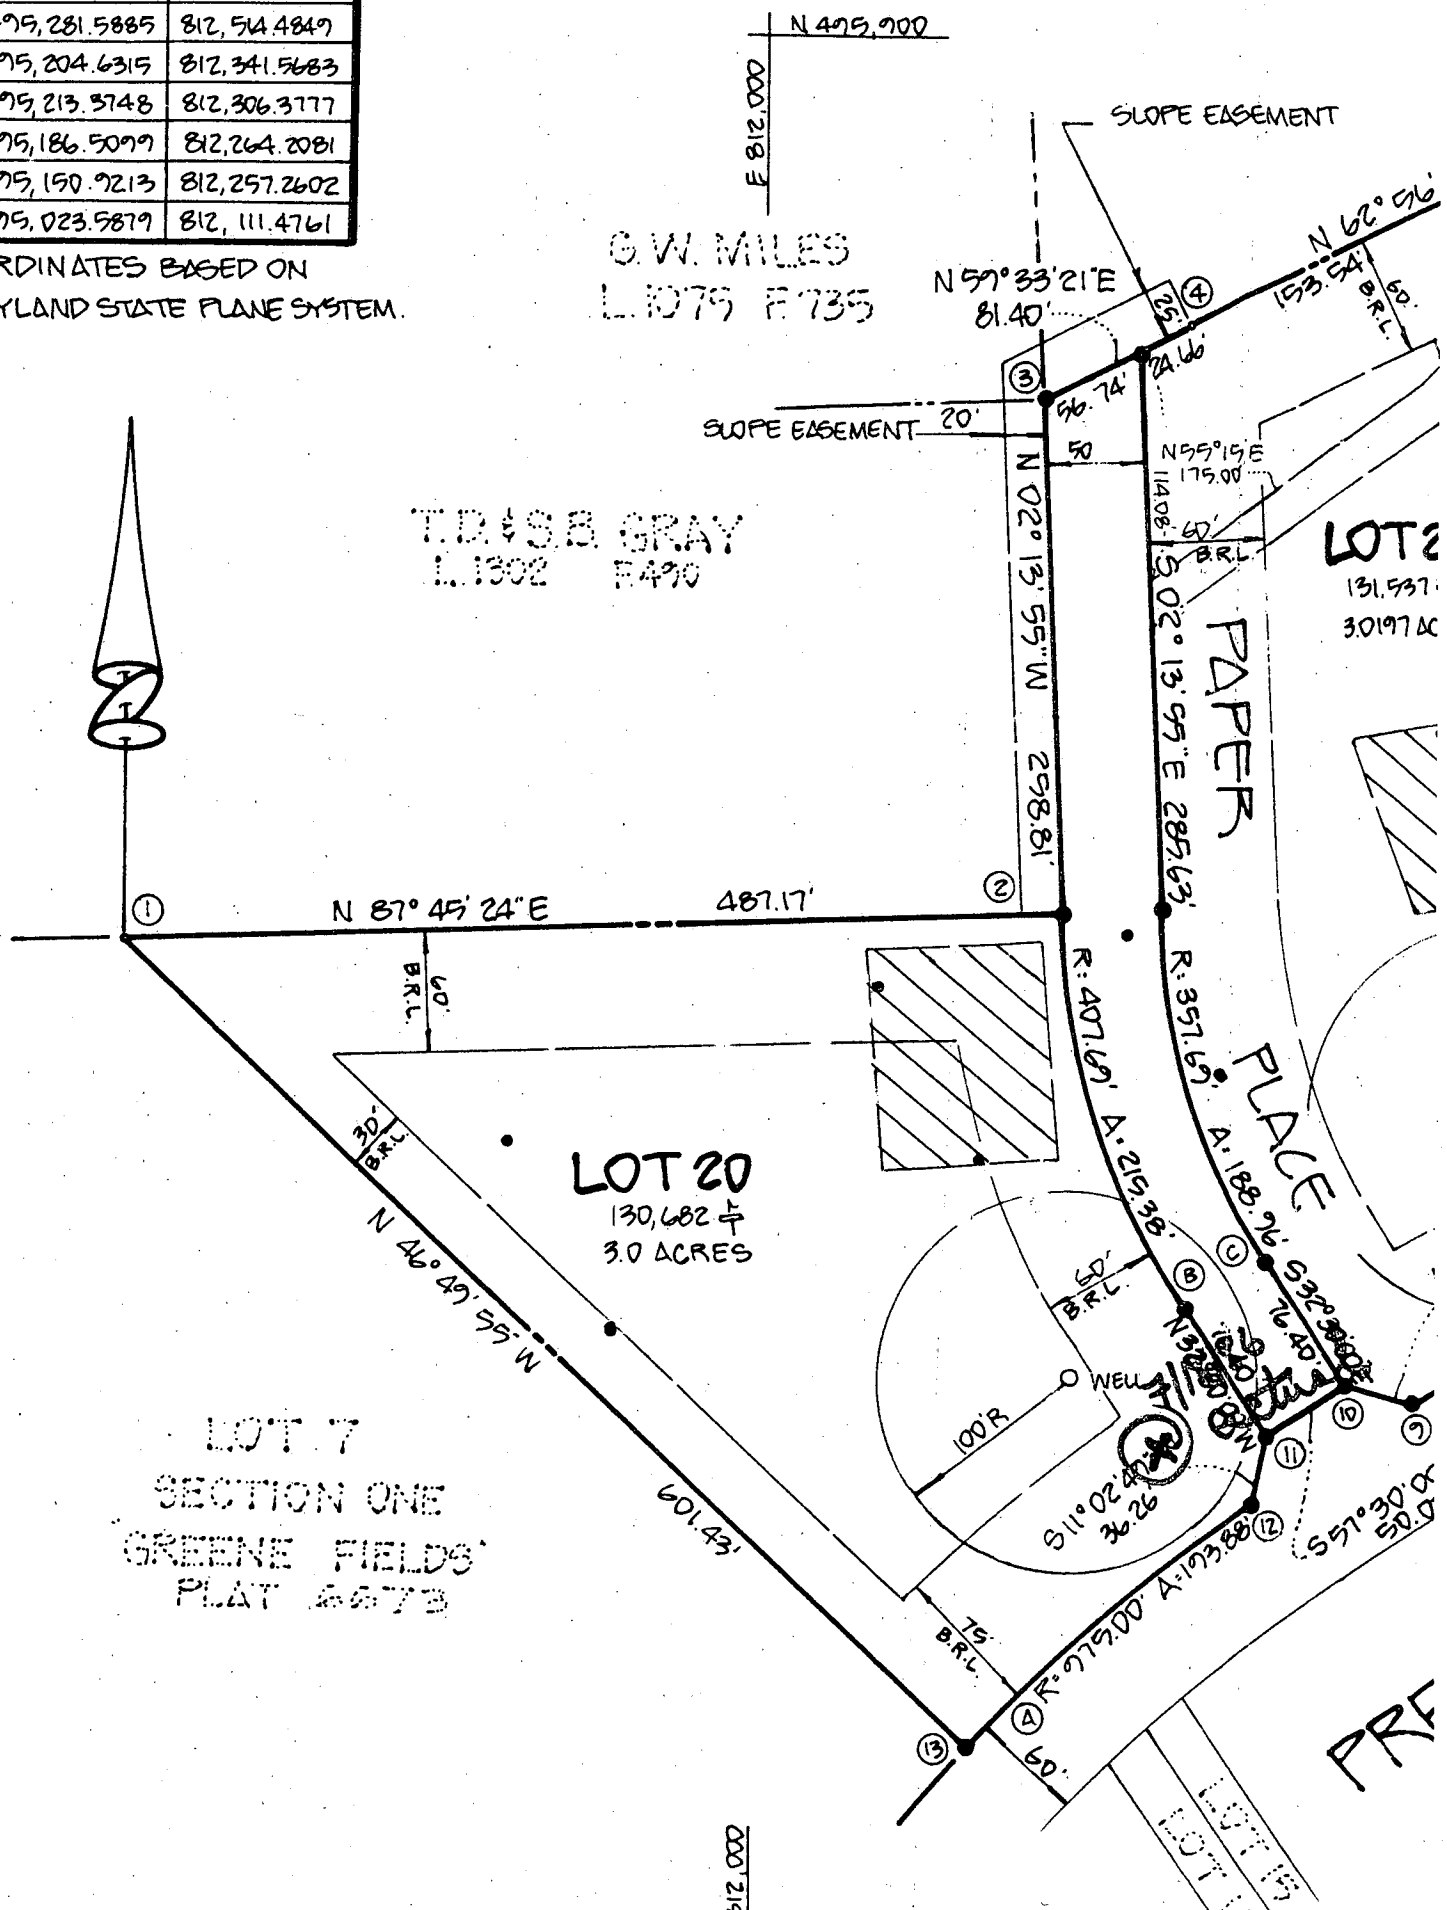 95,281.5885 812,514.4849
95,204.6315 812,341.5683
95,213.3748 812,306.3777
95,186.5099 812,264.2081
95,150.9213 812,257.2602
95,023.5879 812,111.4761
RDINATES BASED ON
YLAND STATE PLANE SYSTEM.
N 495,900
E 812,000
SLOPE EASEMENT
G.W. MILES
L.1075 F.735
N 59° 33' 21" E
81.40'
25'
4
N 62° 56'
153.54'
60'
B.R.L.
3
56.74'
24.66'
SLOPE EASEMENT
20'
50
N 55° 15' E
175.00
114.08
60'
B.R.L.
T.D. & S.B. GRAY
L.1302 F.490
N 02° 13' 55" W 258.81'
S 02° 13' 55" E 285.63'
PAPER
PLACE
LOT 2
131,537
3.0197 AC
1
N 87° 45' 24" E 487.17'
2
60'
B.R.L.
R: 407.69' A: 215.38'
R: 357.69' A: 188.96'
30'
B.R.L.
LOT 20
130,682
3.0 ACRES
N 46° 49' 55" W
601.43'
60'
B.R.L.
B
C
S 32° 30'
76.40'
WELL
100'R
10
9
11
S 11° 02'
36.26
12
S 57° 30'
50.0
LOT 7
SECTION ONE
'GREENE FIELDS'
PLAT 6673
R= 975.00' A=193.88'
75'
B.R.L.
A
13
60'
PRE
LOT 15
LOT
000